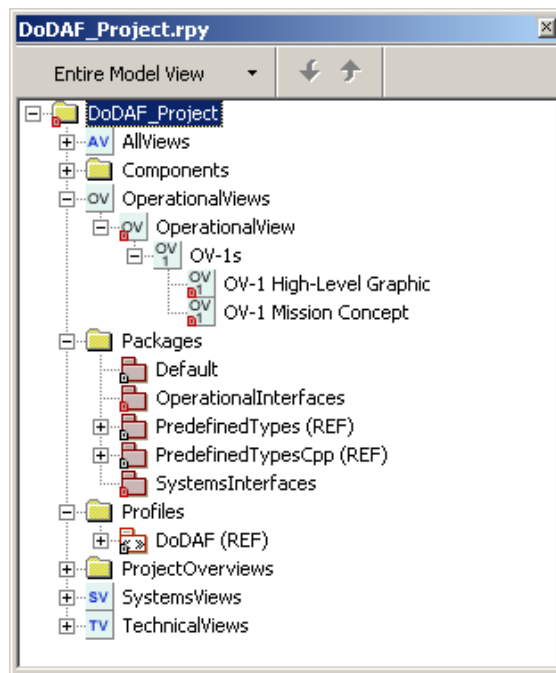 DoDAF_Project.rpy
Entire Model View
DoDAF_Project
AV AllViews
Components
OV OperationalViews
OV OperationalView
OV 1 OV-1s
OV 1 OV-1 High-Level Graphic
OV 1 OV-1 Mission Concept
Packages
Default
OperationalInterfaces
PredefinedTypes (REF)
PredefinedTypesCpp (REF)
SystemsInterfaces
Profiles
« » DoDAF (REF)
ProjectOverviews
SV SystemsViews
TV TechnicalViews